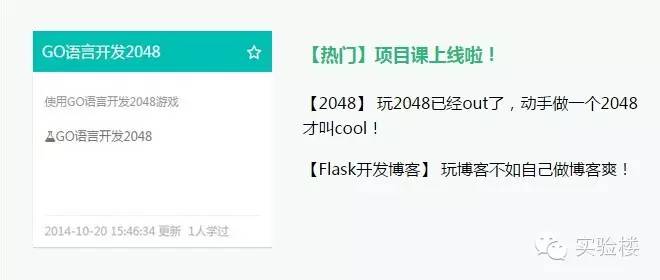 GO语言开发2048
使用GO语言开发2048游戏
GO语言开发2048
2014-10-20 15:46:34 更新 1人学过
【热门】项目课上线啦！
【2048】 玩2048已经out了，动手做一个2048
才叫cool！
【Flask开发博客】 玩博客不如自己做博客爽！
实验楼